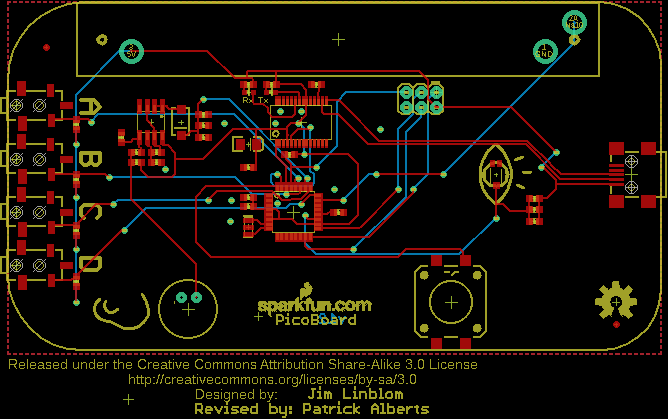 5V
GND
Rx Tx
A
B
C
D
sparkfun.com
PicoBoard
Released under the Creative Commons Attribution Share-Alike 3.0 License
http://creativecommons.org/licenses/by-sa/3.0
Designed by: Jim Linblom
Revised by: Patrick Alberts